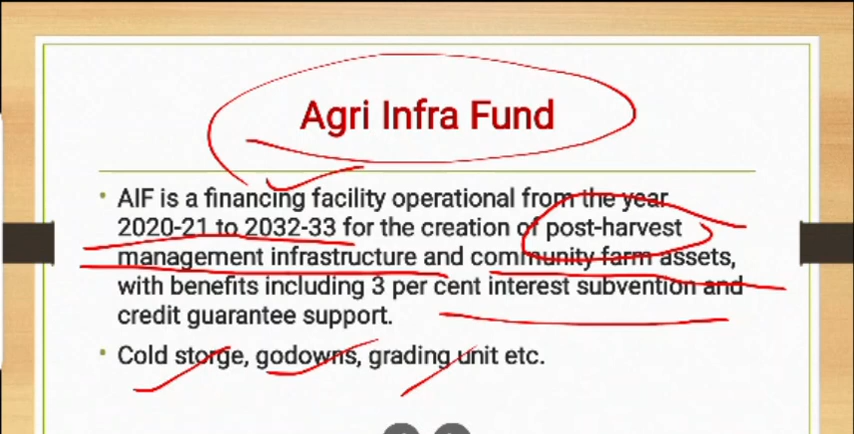 Agri Infra Fund
• AIF is a financing facility operational from the year
2020-21 to 2032-33 for the creation of post-harvest
management infrastructure and community farm assets,
with benefits including 3 per cent interest subvention and
credit guarantee support.
• Cold storge, godowns, grading unit etc.